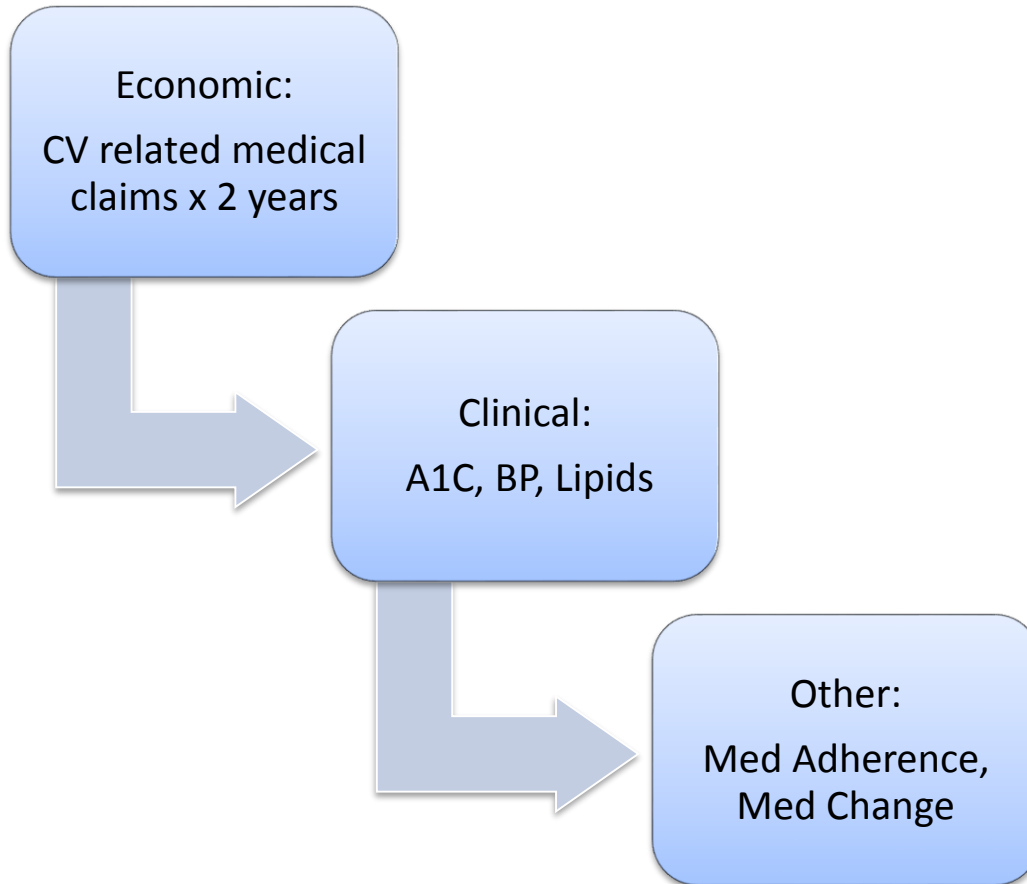 Economic:
CV related medical
claims x 2 years
Clinical:
A1C, BP, Lipids
Other:
Med Adherence,
Med Change